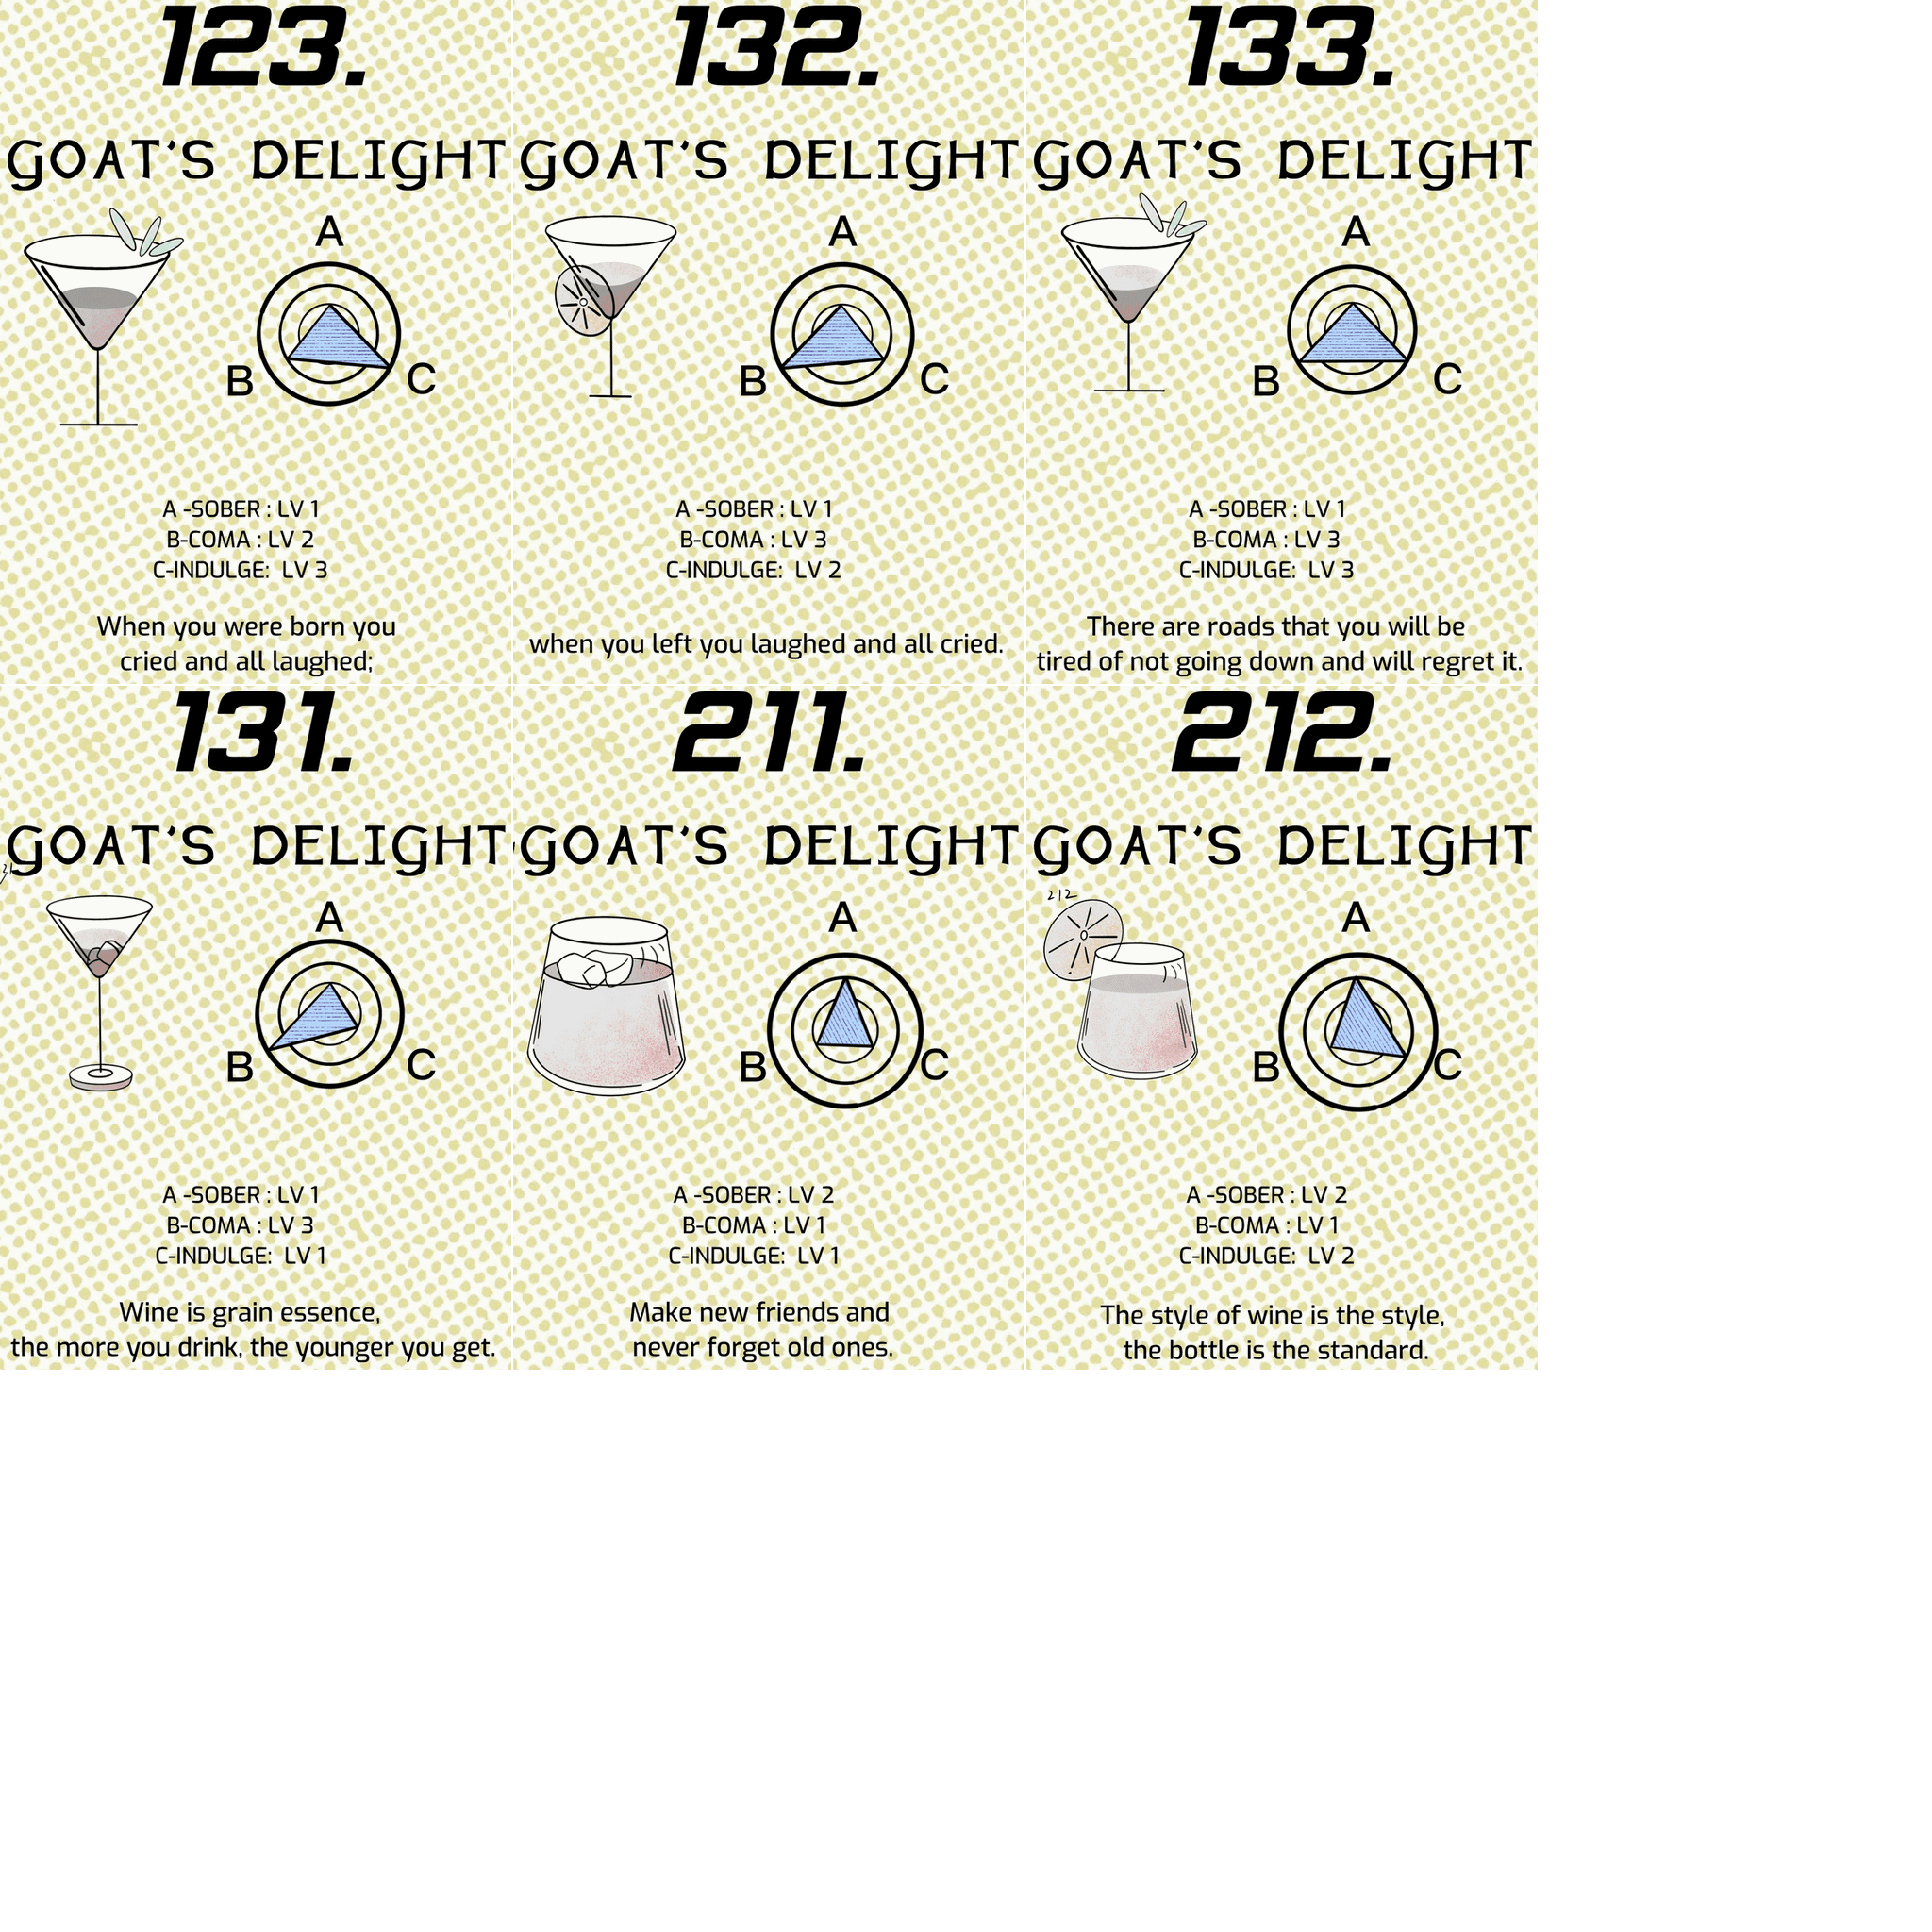 123.
GOAT'S DELIGHT
A
B
C
A -SOBER : LV 1
B-COMA : LV 2
C-INDULGE:  LV 3
When you were born you
cried and all laughed;
132.
GOAT'S DELIGHT
A
B
C
A -SOBER : LV 1
B-COMA : LV 3
C-INDULGE:  LV 2
when you left you laughed and all cried.
133.
GOAT'S DELIGHT
A
B
C
A -SOBER : LV 1
B-COMA : LV 3
C-INDULGE:  LV 3
There are roads that you will be
tired of not going down and will regret it.
131.
GOAT'S DELIGHT
A
B
C
A -SOBER : LV 1
B-COMA : LV 3
C-INDULGE:  LV 1
Wine is grain essence,
the more you drink, the younger you get.
211.
GOAT'S DELIGHT
A
B
C
A -SOBER : LV 2
B-COMA : LV 1
C-INDULGE:  LV 1
Make new friends and
never forget old ones.
212.
GOAT'S DELIGHT
212
A
B
C
A -SOBER : LV 2
B-COMA : LV 1
C-INDULGE:  LV 2
The style of wine is the style,
the bottle is the standard.